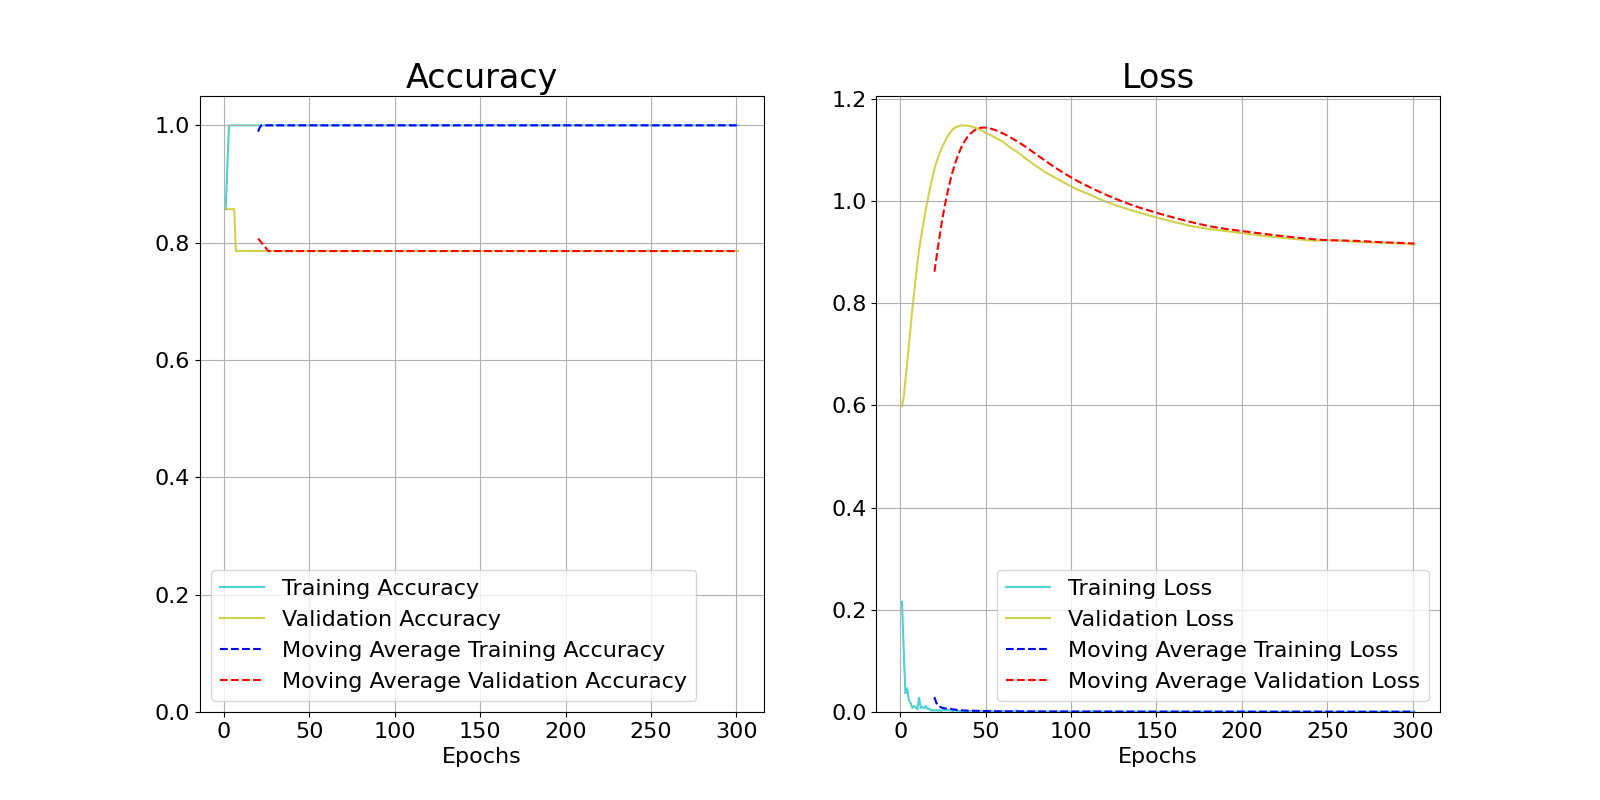 Accuracy
1.0
0.8
0.6
0.4
0.2
0.0
Training Accuracy
Validation Accuracy
Moving Average Training Accuracy
Moving Average Validation Accuracy
0 50 100 150 200 250 300
Epochs
Loss
1.2
1.0
0.8
0.6
0.4
0.2
0.0
Training Loss
Validation Loss
Moving Average Training Loss
Moving Average Validation Loss
0 50 100 150 200 250 300
Epochs